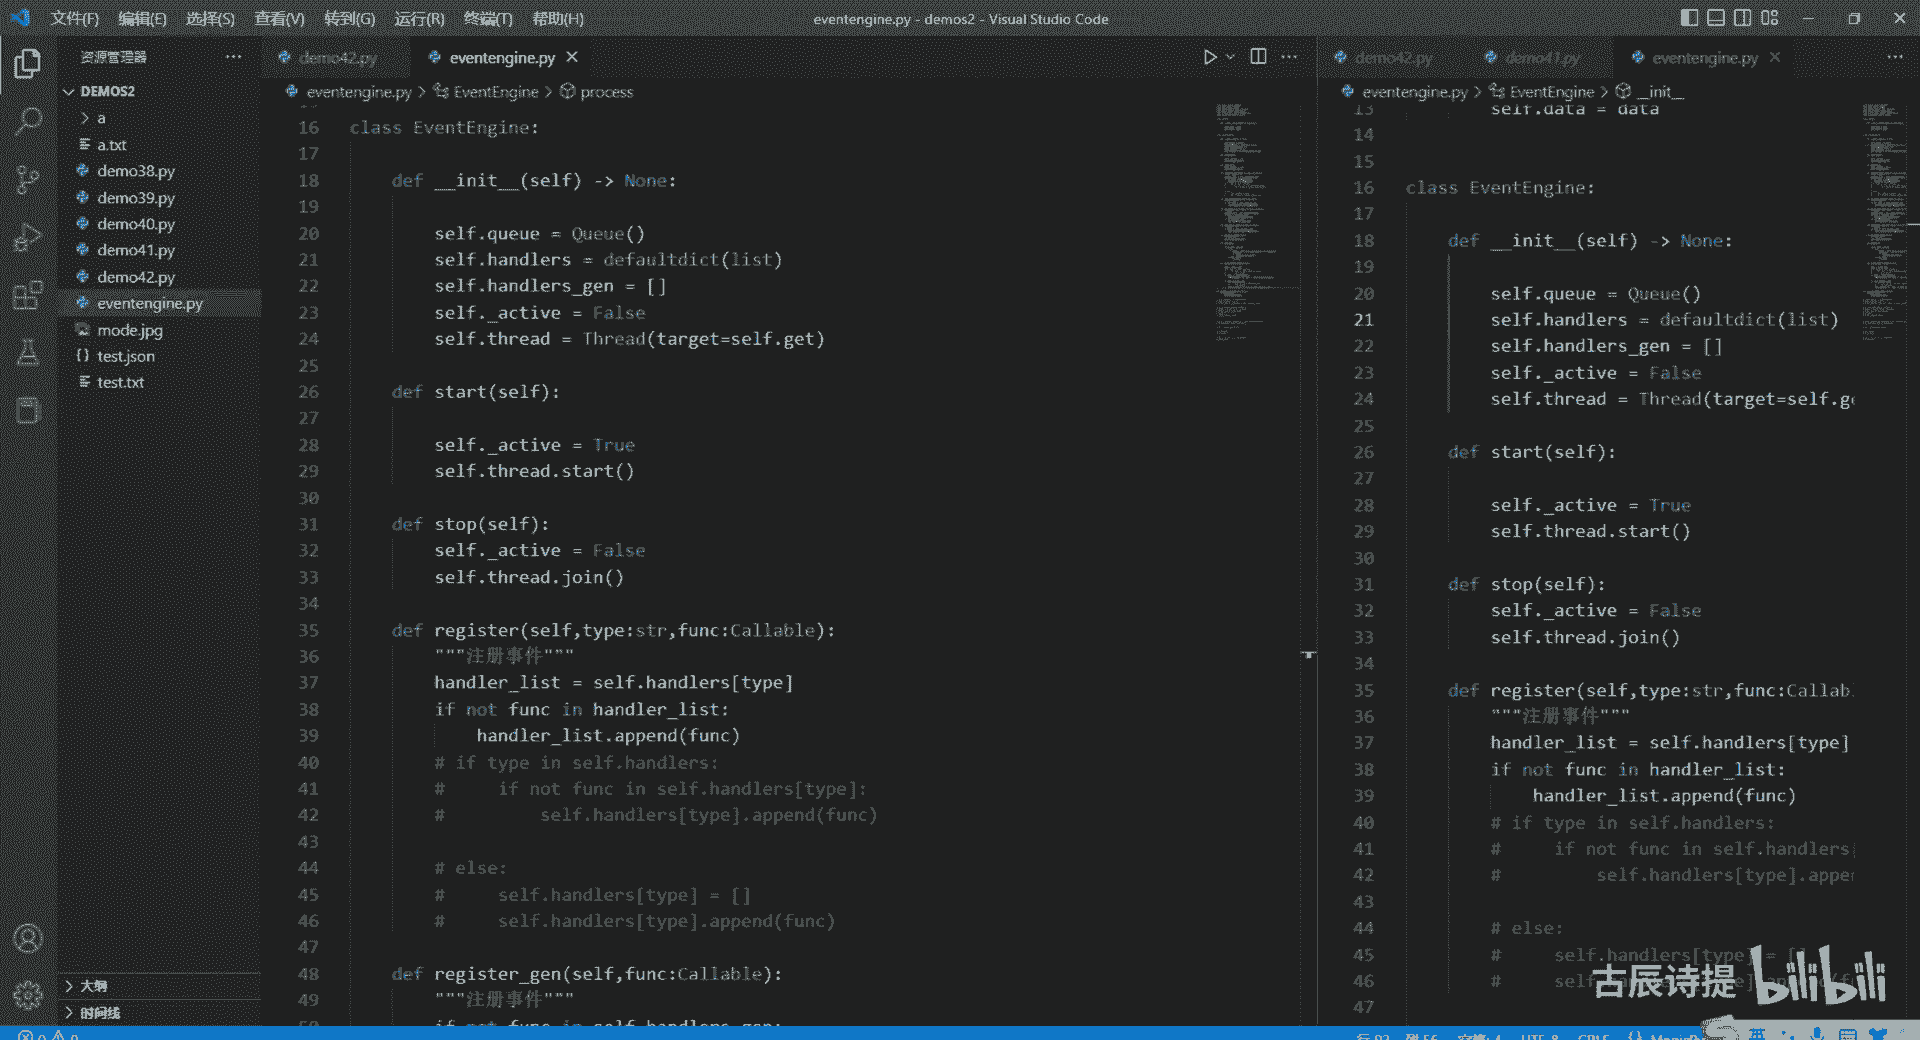 文件(F) 编辑(E) 选择(S) 查看(V) 转到(G) 运行(R) 终端(T) 帮助(H)
eventengine.py - demos2 - Visual Studio Code
资源管理器
DEMOS2
a
a.txt
demo38.py
demo39.py
demo40.py
demo41.py
demo42.py
eventengine.py
mode.jpg
test.json
test.txt
大纲
时间线
demo42.py
eventengine.py
eventengine.py > EventEngine > process
16 class EventEngine:
17
18 def __init__(self) -> None:
19
20 self.queue = Queue()
21 self.handlers = defaultdict(list)
22 self.handlers_gen = []
23 self._active = False
24 self.thread = Thread(target=self.get)
25
26 def start(self):
27
28 self._active = True
29 self.thread.start()
30
31 def stop(self):
32 self._active = False
33 self.thread.join()
34
35 def register(self,type:str,func:Callable):
36 """注册事件"""
37 handler_list = self.handlers[type]
38 if not func in handler_list:
39 handler_list.append(func)
40 # if type in self.handlers:
41 # if not func in self.handlers[type]:
42 # self.handlers[type].append(func)
43
44 # else:
45 # self.handlers[type] = []
46 # self.handlers[type].append(func)
47
48 def register_gen(self,func:Callable):
49 """注册事件"""
demo42.py demo41.py eventengine.py
eventengine.py > EventEngine > __init__
13 self.data = data
14
15
16 class EventEngine:
17
18 def __init__(self) -> None:
19
20 self.queue = Queue()
21 self.handlers = defaultdict(list)
22 self.handlers_gen = []
23 self._active = False
24 self.thread = Thread(target=self.ge
25
26 def start(self):
27
28 self._active = True
29 self.thread.start()
30
31 def stop(self):
32 self._active = False
33 self.thread.join()
34
35 def register(self,type:str,func:Callab
36 """注册事件"""
37 handler_list = self.handlers[type]
38 if not func in handler_list:
39 handler_list.append(func)
40 # if type in self.handlers:
41 # if not func in self.handlers[
42 # self.handlers[type].appe
43
44 # else:
45 # self.handlers[type] = [
46 #
47
古辰诗提 bilibili